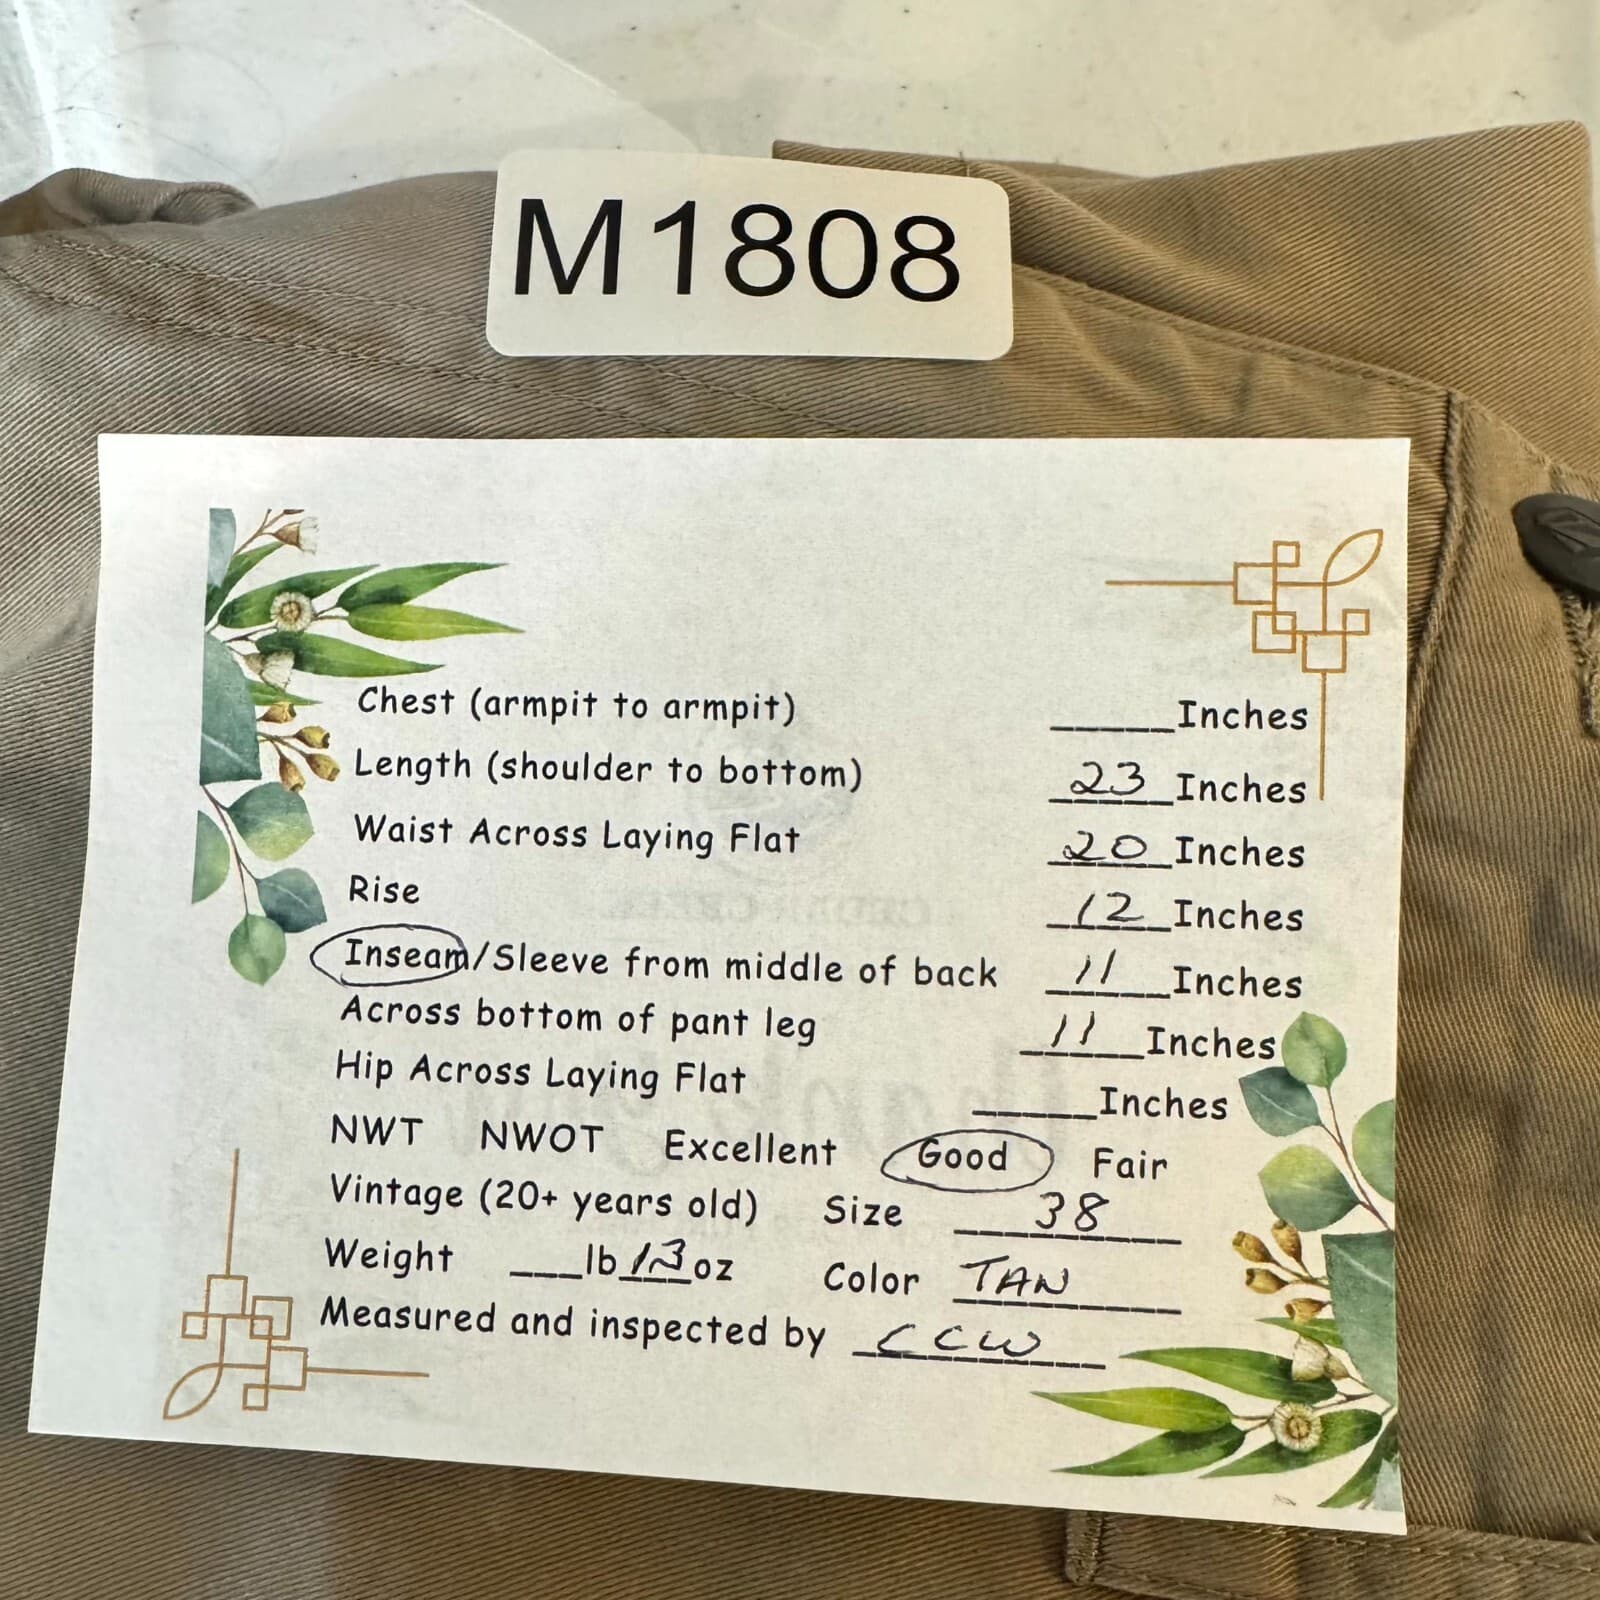 M1808
Chest (armpit to armpit) _____Inches
Length (shoulder to bottom) 23 Inches
Waist Across Laying Flat 20 Inches
Rise 12 Inches
Inseam/Sleeve from middle of back 11 Inches
Across bottom of pant leg 11 Inches
Hip Across Laying Flat _____Inches
NWT NWOT Excellent Good Fair
Vintage (20+ years old) Size 38
Weight ___lb 13 oz Color TAN
Measured and inspected by CCW